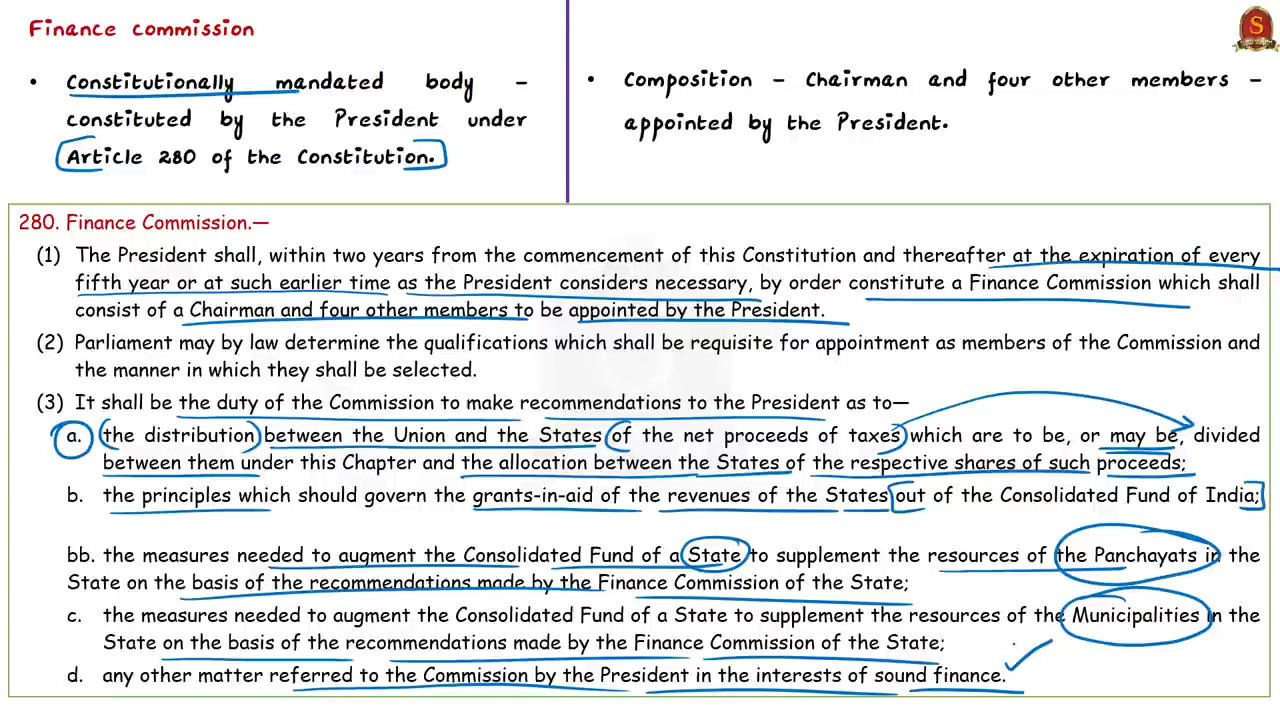 Finance commission
• Constitutionally mandated body –
constituted by the President under
Article 280 of the Constitution.
• Composition – Chairman and four other members –
appointed by the President.
S
280. Finance Commission.—
(1) The President shall, within two years from the commencement of this Constitution and thereafter at the expiration of every
fifth year or at such earlier time as the President considers necessary, by order constitute a Finance Commission which shall
consist of a Chairman and four other members to be appointed by the President.
(2) Parliament may by law determine the qualifications which shall be requisite for appointment as members of the Commission and
the manner in which they shall be selected.
(3) It shall be the duty of the Commission to make recommendations to the President as to—
a. the distribution between the Union and the States of the net proceeds of taxes which are to be, or may be, divided
between them under this Chapter and the allocation between the States of the respective shares of such proceeds;
b. the principles which should govern the grants-in-aid of the revenues of the States out of the Consolidated Fund of India;
bb. the measures needed to augment the Consolidated Fund of a State to supplement the resources of the Panchayats in the
State on the basis of the recommendations made by the Finance Commission of the State;
c. the measures needed to augment the Consolidated Fund of a State to supplement the resources of the Municipalities in the
State on the basis of the recommendations made by the Finance Commission of the State;
d. any other matter referred to the Commission by the President in the interests of sound finance.